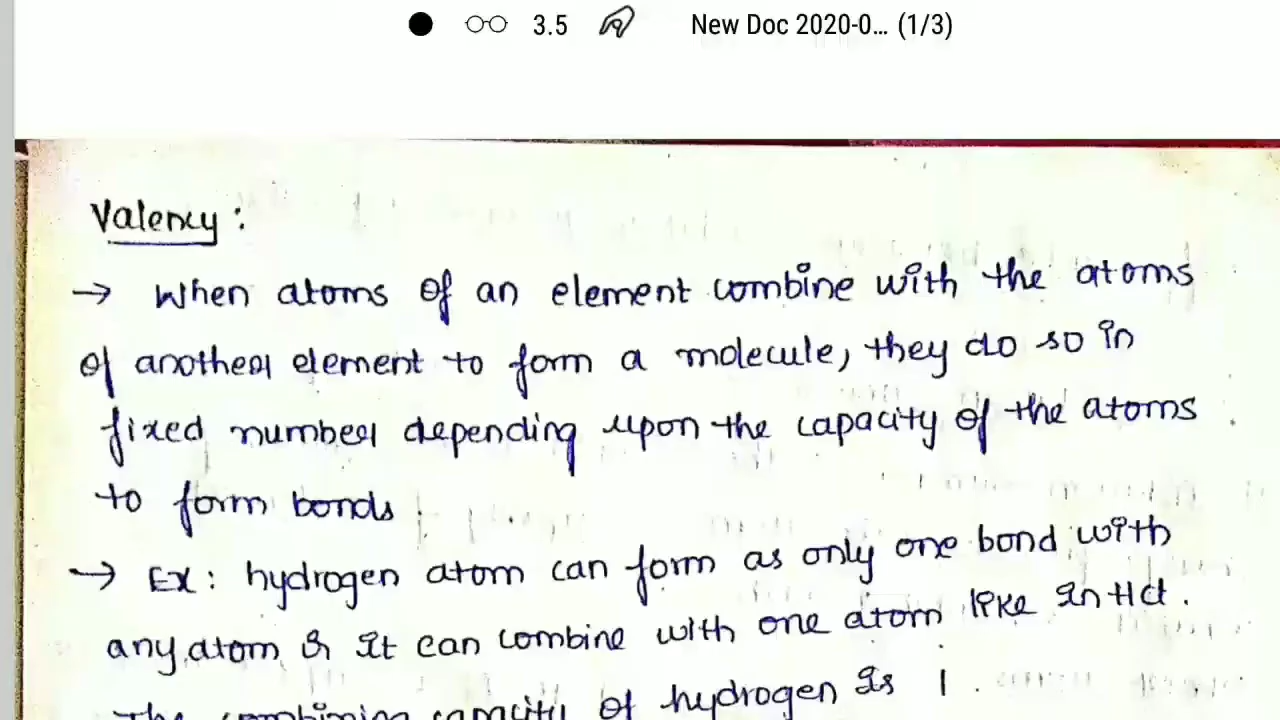 3.5 New Doc 2020-0... (1/3)
Valency:
→ When atoms of an element combine with the atoms
of another element to form a molecule, they do so in
fixed number depending upon the capacity of the atoms
to form bonds
→ Ex: hydrogen atom can form as only one bond with
any atom & It can combine with one atom like In Hcl.
The combining capacity of hydrogen Is 1.